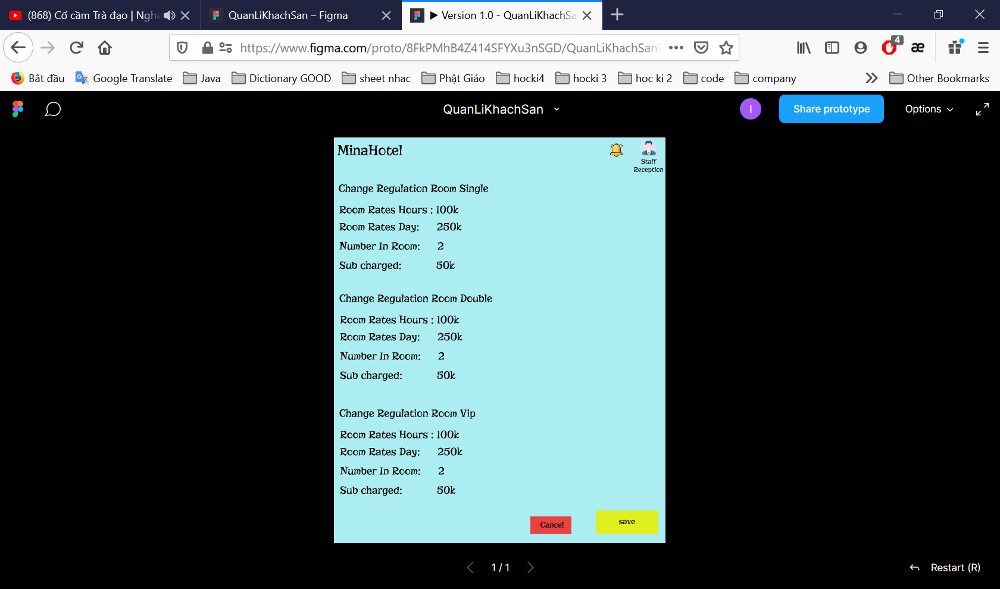 (868) Cổ cầm Trà đạo | Nghe
QuanLiKhachSan – Figma
▶ Version 1.0 - QuanLiKhachSa
https://www.figma.com/proto/8FkPMhB4Z414SFYXu3nSGD/QuanLiKhachSan?
4
æ
Bắt đầu
Google Translate
Java
Dictionary GOOD
sheet nhac
Phật Giáo
hocki4
hocki 3
hoc ki 2
code
company
Other Bookmarks
QuanLiKhachSan
I
Share prototype
Options
MinaHotel
Staff
Reception
Change Regulation Room Single
Room Rates Hours : 100k
Room Rates Day: 250k
Number In Room: 2
Sub charged: 50k
Change Regulation Room Double
Room Rates Hours : 100k
Room Rates Day: 250k
Number In Room: 2
Sub charged: 50k
Change Regulation Room Vip
Room Rates Hours : 100k
Room Rates Day: 250k
Number In Room: 2
Sub charged: 50k
Cancel
save
1 / 1
Restart (R)